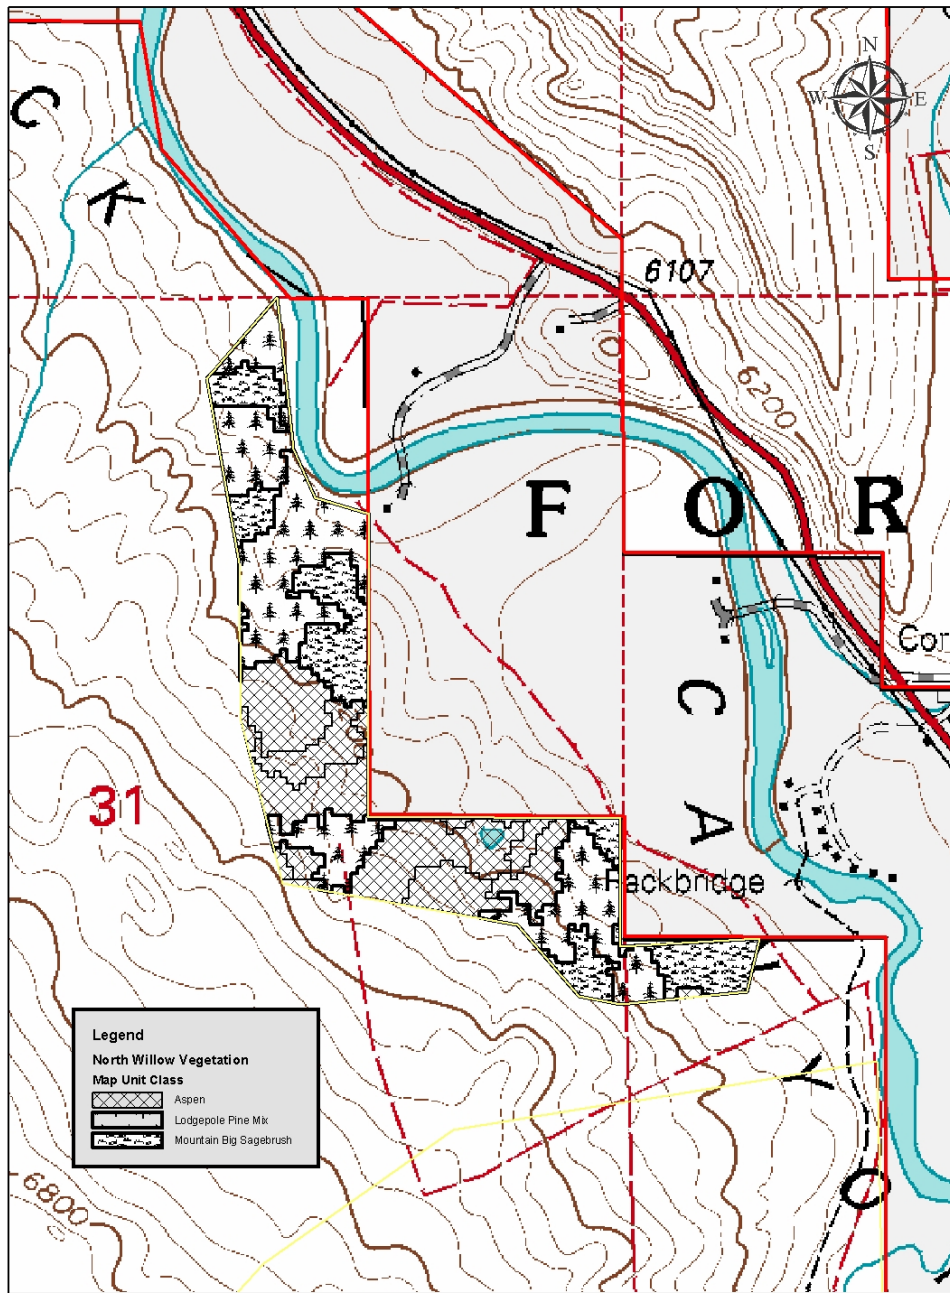 N
W E
S
C
K
6107
6200
F O R
Cor
C
31
A
Packbridge
Legend
North Willow Vegetation
Map Unit Class
Aspen
Lodgepole Pine Mix
Mountain Big Sagebrush
Y
O
6800